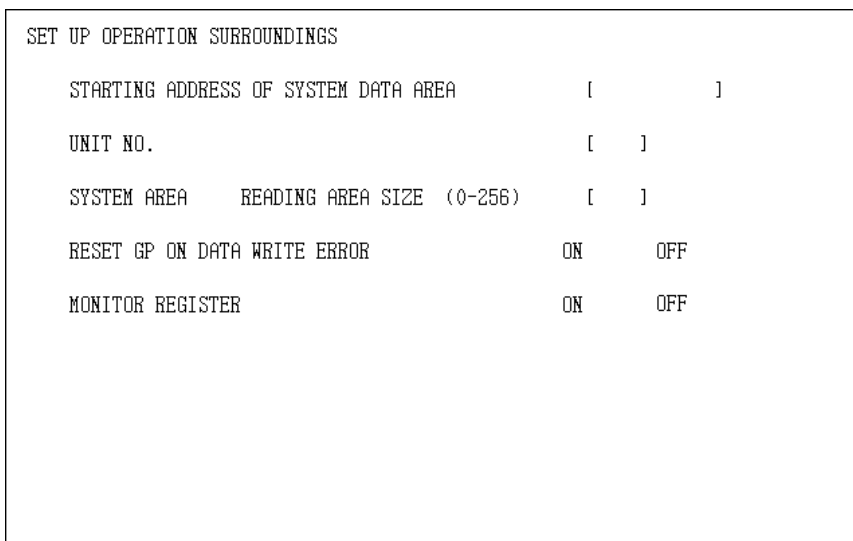 SET UP OPERATION SURROUNDINGS
STARTING ADDRESS OF SYSTEM DATA AREA [ ]
UNIT NO. [ ]
SYSTEM AREA READING AREA SIZE (0-256) [ ]
RESET GP ON DATA WRITE ERROR ON OFF
MONITOR REGISTER ON OFF